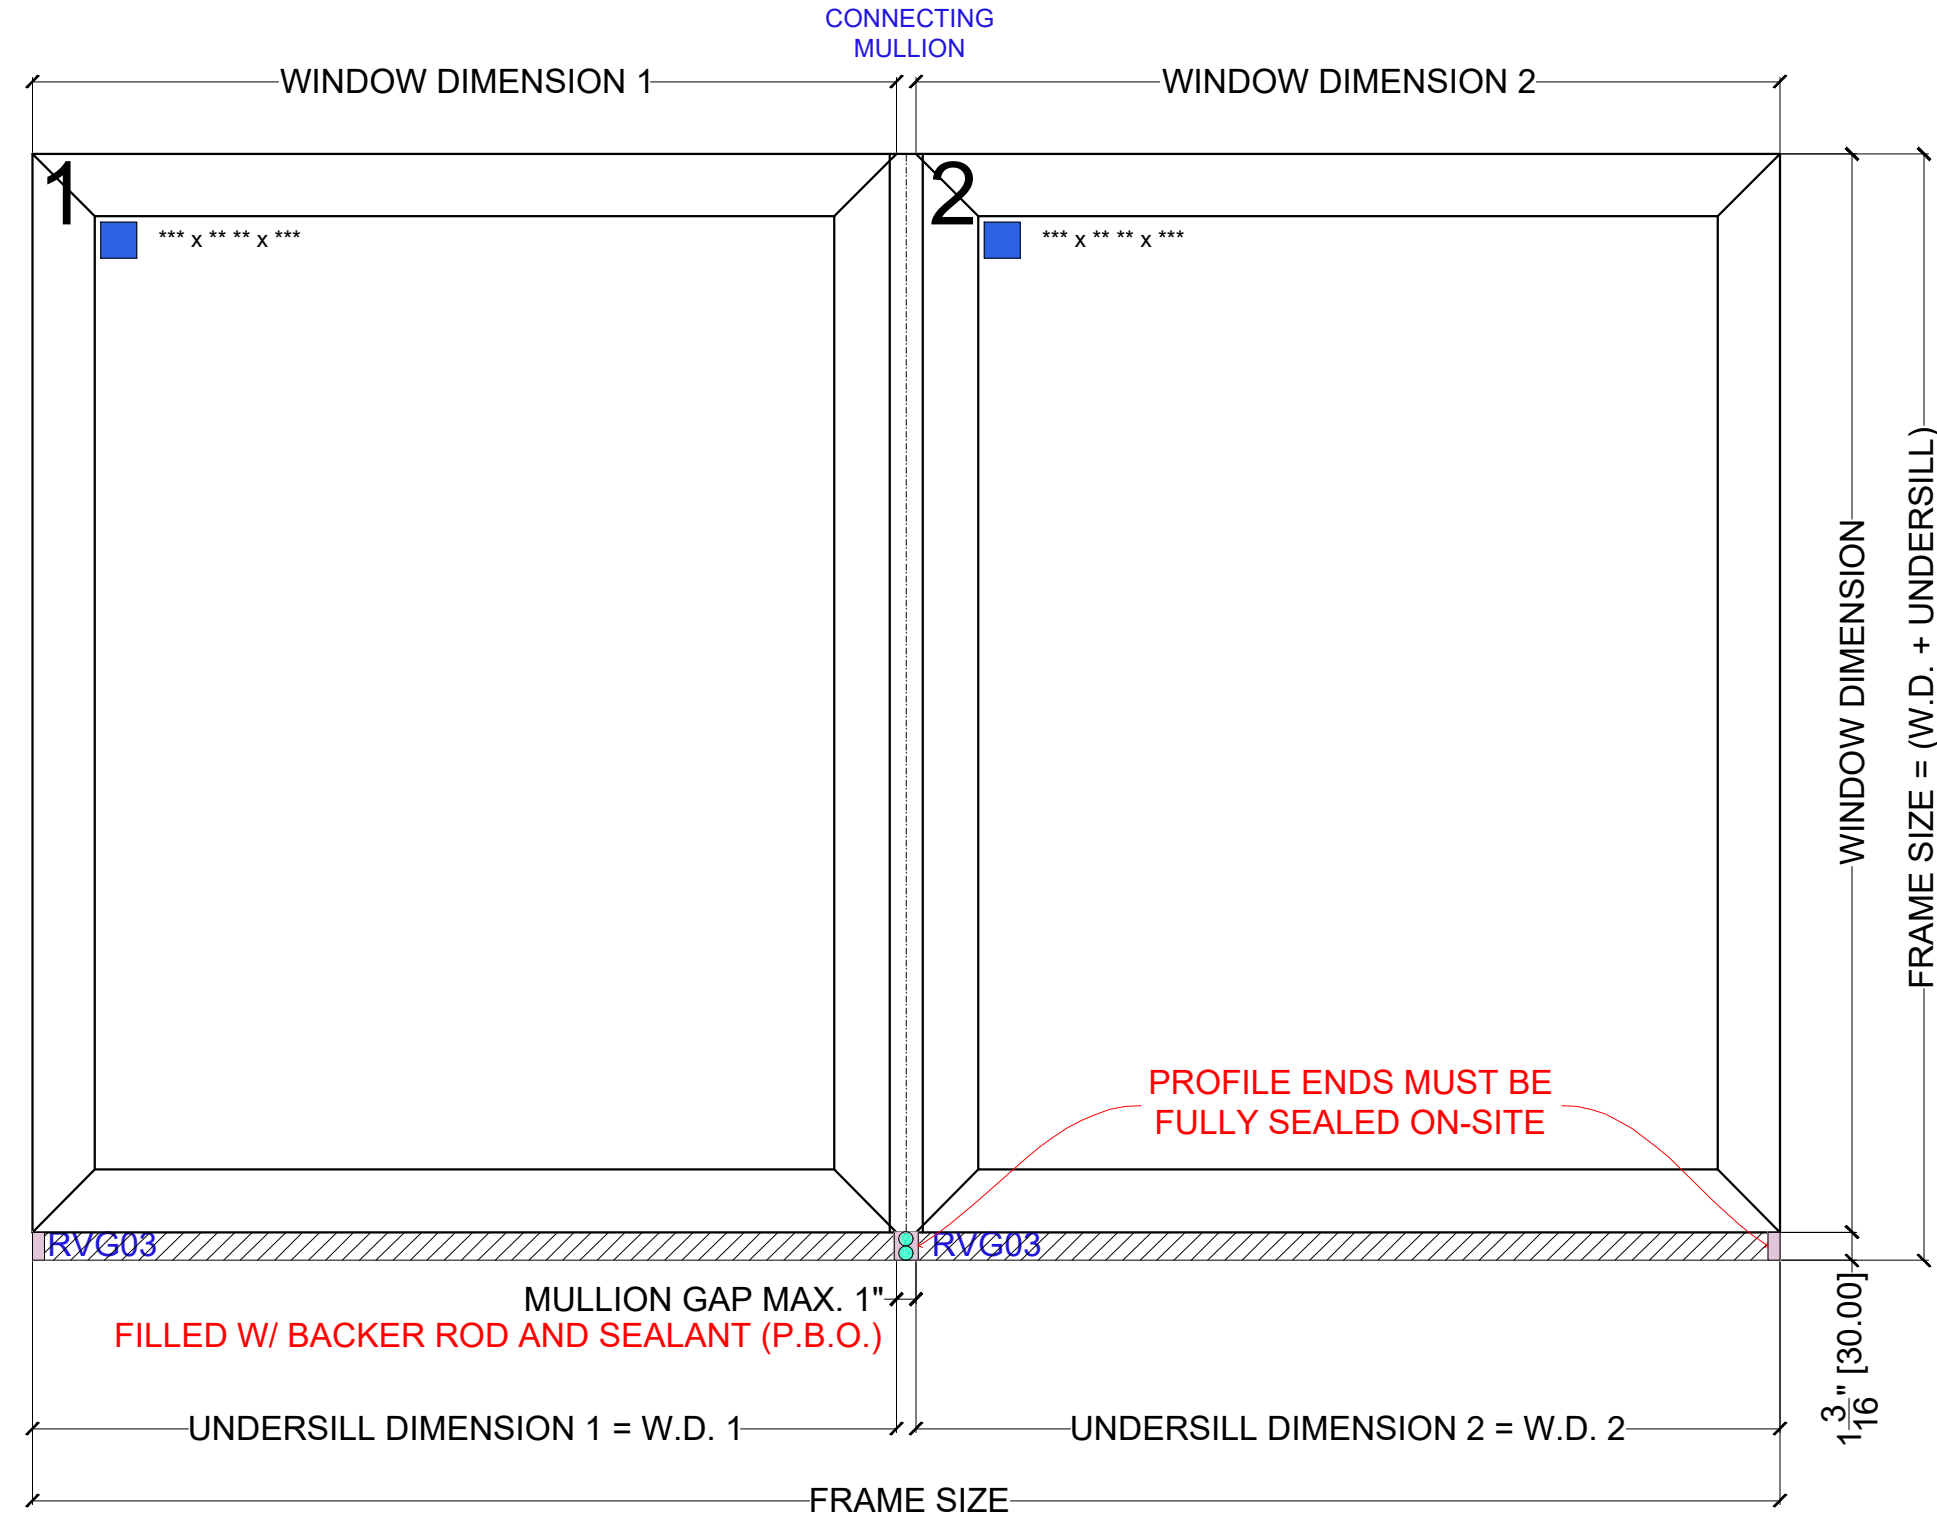 CONNECTING
MULLION
WINDOW DIMENSION 1
WINDOW DIMENSION 2
1
2
*** x ** ** x ***
*** x ** ** x ***
WINDOW DIMENSION
FRAME SIZE = (W.D. + UNDERSILL)
PROFILE ENDS MUST BE
FULLY SEALED ON-SITE
RVG03
RVG03
MULLION GAP MAX. 1"
FILLED W/ BACKER ROD AND SEALANT (P.B.O.)
1 3/16" [30.00]
UNDERSILL DIMENSION 1 = W.D. 1
UNDERSILL DIMENSION 2 = W.D. 2
FRAME SIZE